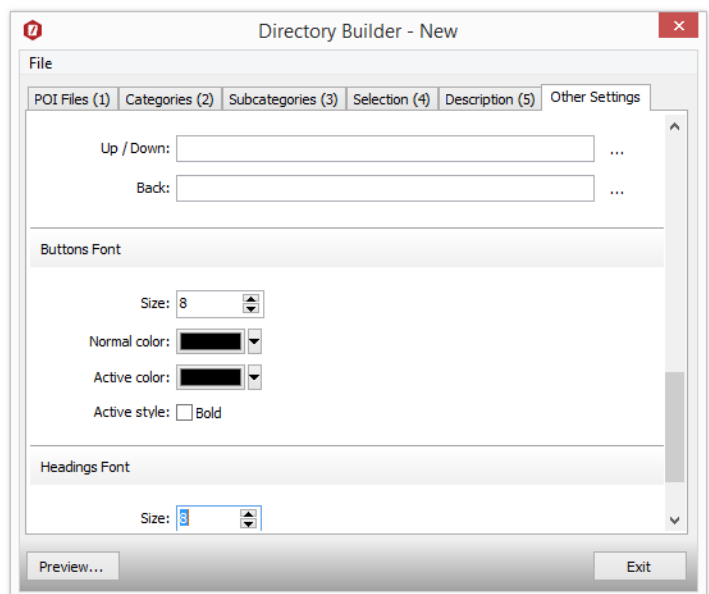 Directory Builder - New
File
POI Files (1) Categories (2) Subcategories (3) Selection (4) Description (5) Other Settings
Up / Down: ...
Back: ...
Buttons Font
Size: 8
Normal color:
Active color:
Active style: Bold
Headings Font
Size: 8
Preview... Exit